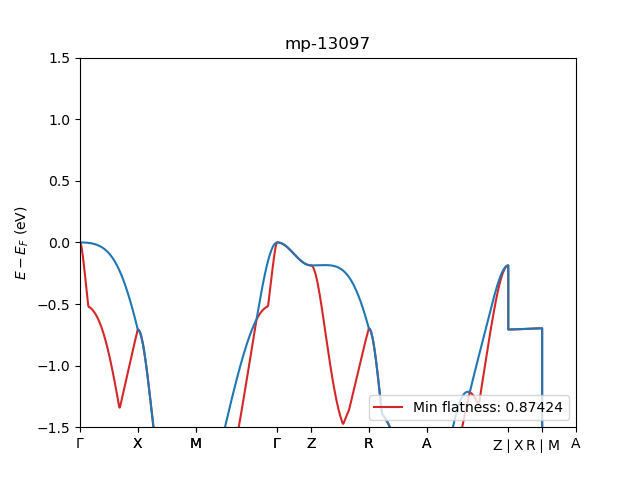 mp-13097
E − E_F (eV)
1.5
1.0
0.5
0.0
−0.5
−1.0
−1.5
Min flatness: 0.87424
Γ X M Γ Z R A Z | X R | M A